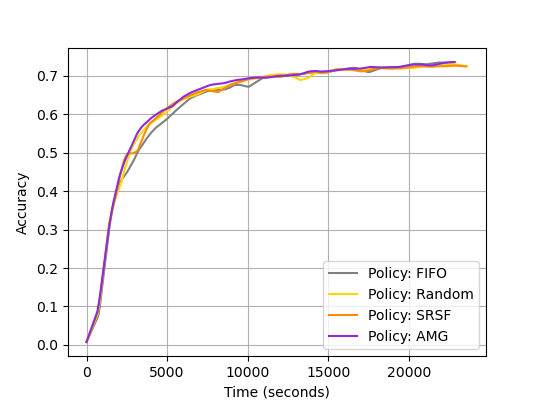 0.7
0.6
0.5
0.4
0.3
0.2
0.1
0.0
Accuracy
Policy: FIFO
Policy: Random
Policy: SRSF
Policy: AMG
0 5000 10000 15000 20000
Time (seconds)